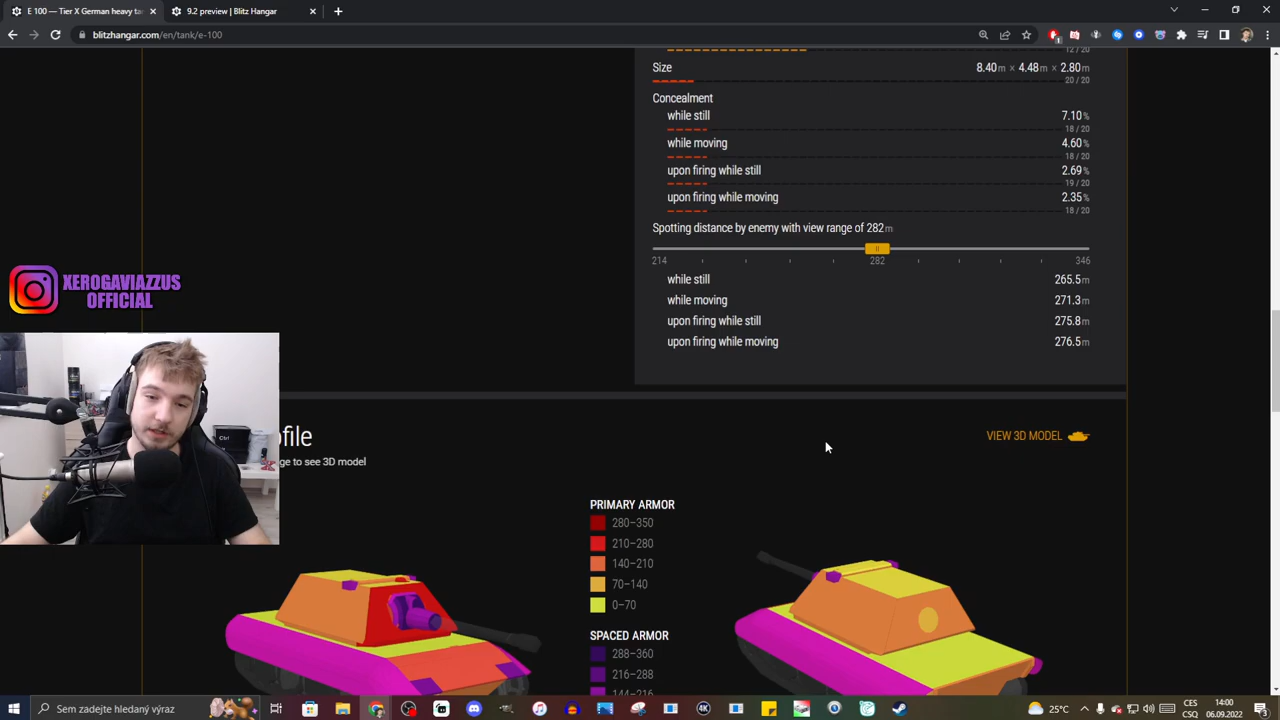 E 100 — Tier X German heavy ta
9.2 preview | Blitz Hangar
blitzhangar.com/en/tank/e-100
12/20
Size 8.40m × 4.48m × 2.80m
20/20
Concealment
while still 7.10%
18/20
while moving 4.60%
18/20
upon firing while still 2.69%
19/20
upon firing while moving 2.35%
18/20
Spotting distance by enemy with view range of 282m
214 282 346
while still 265.5m
while moving 271.3m
upon firing while still 275.8m
upon firing while moving 276.5m
XEROGAVIAZZUS
OFFICIAL
Ctrl
ofile
VIEW 3D MODEL
ge to see 3D model
PRIMARY ARMOR
280–350
210–280
140–210
70–140
0–70
SPACED ARMOR
288–360
216–288
144–216
Sem zadejte hledaný výraz
4K
25°C
CES
CSQ
14:00
06.09.2022